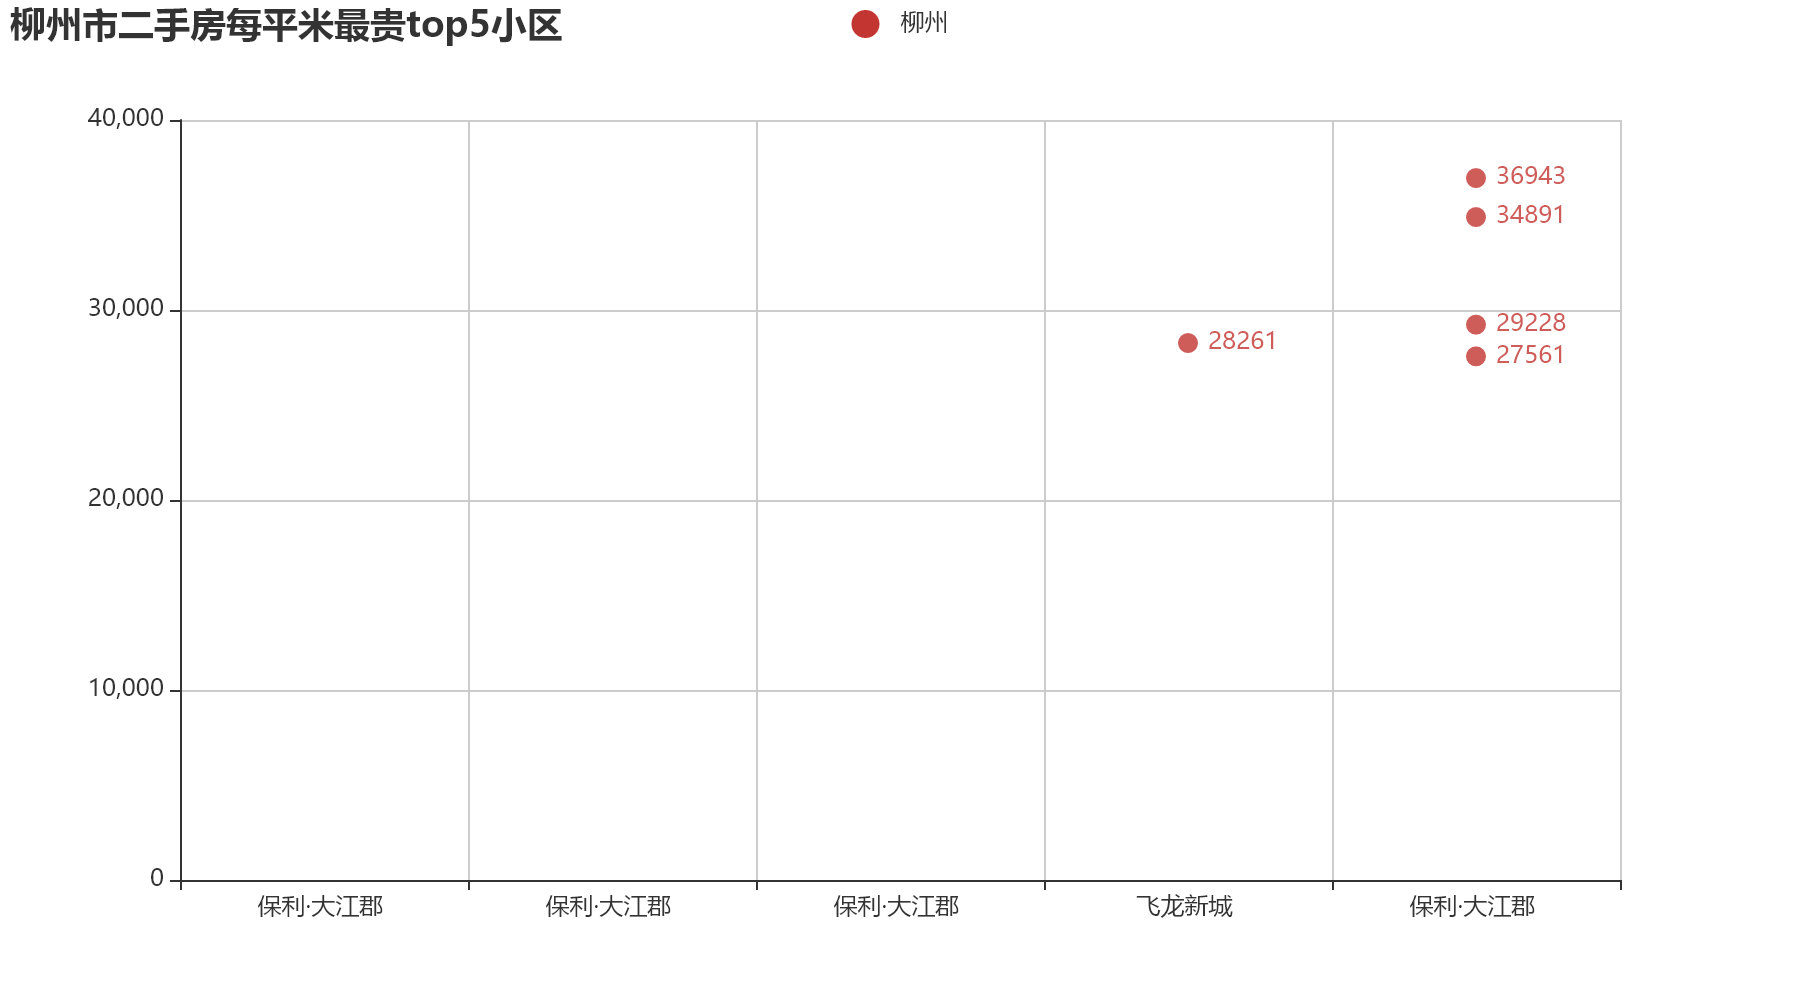 柳州市二手房每平米最贵top5小区
柳州
40,000
30,000
20,000
10,000
0
36943
34891
29228
28261
27561
保利·大江郡
保利·大江郡
保利·大江郡
飞龙新城
保利·大江郡